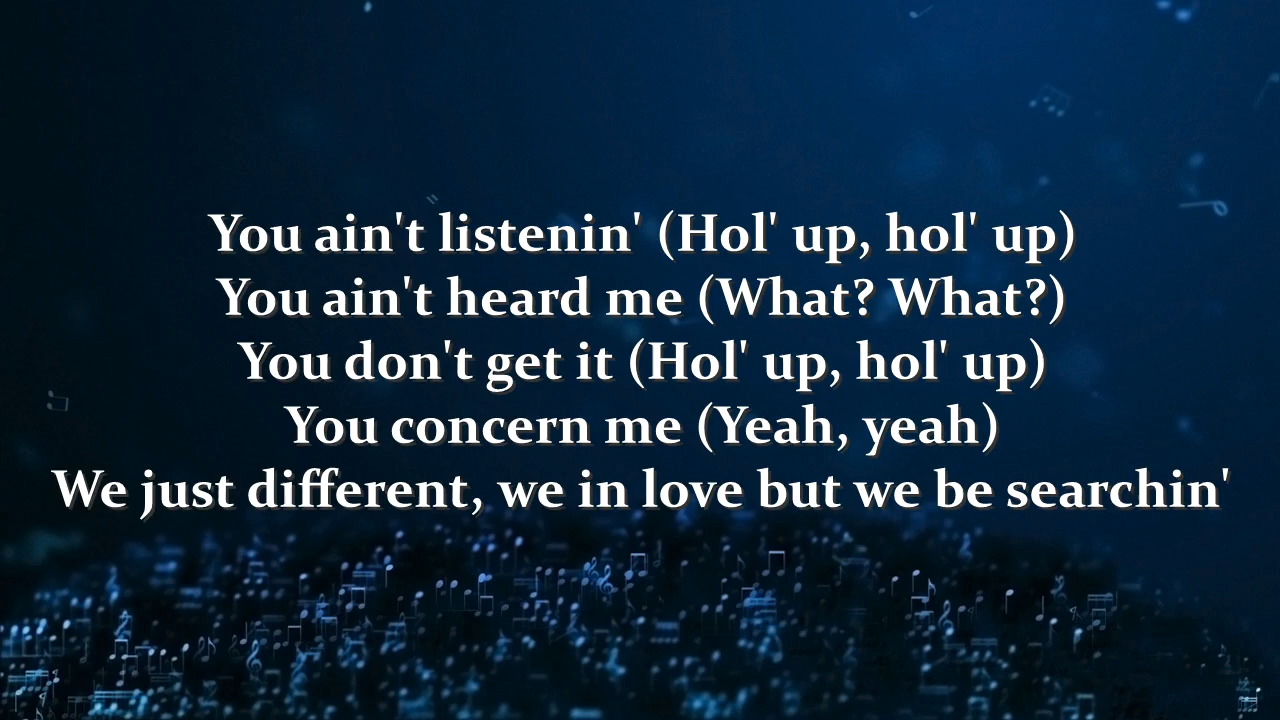 You ain't listenin' (Hol' up, hol' up)
You ain't heard me (What? What?)
You don't get it (Hol' up, hol' up)
You concern me (Yeah, yeah)
We just different, we in love but we be searchin'